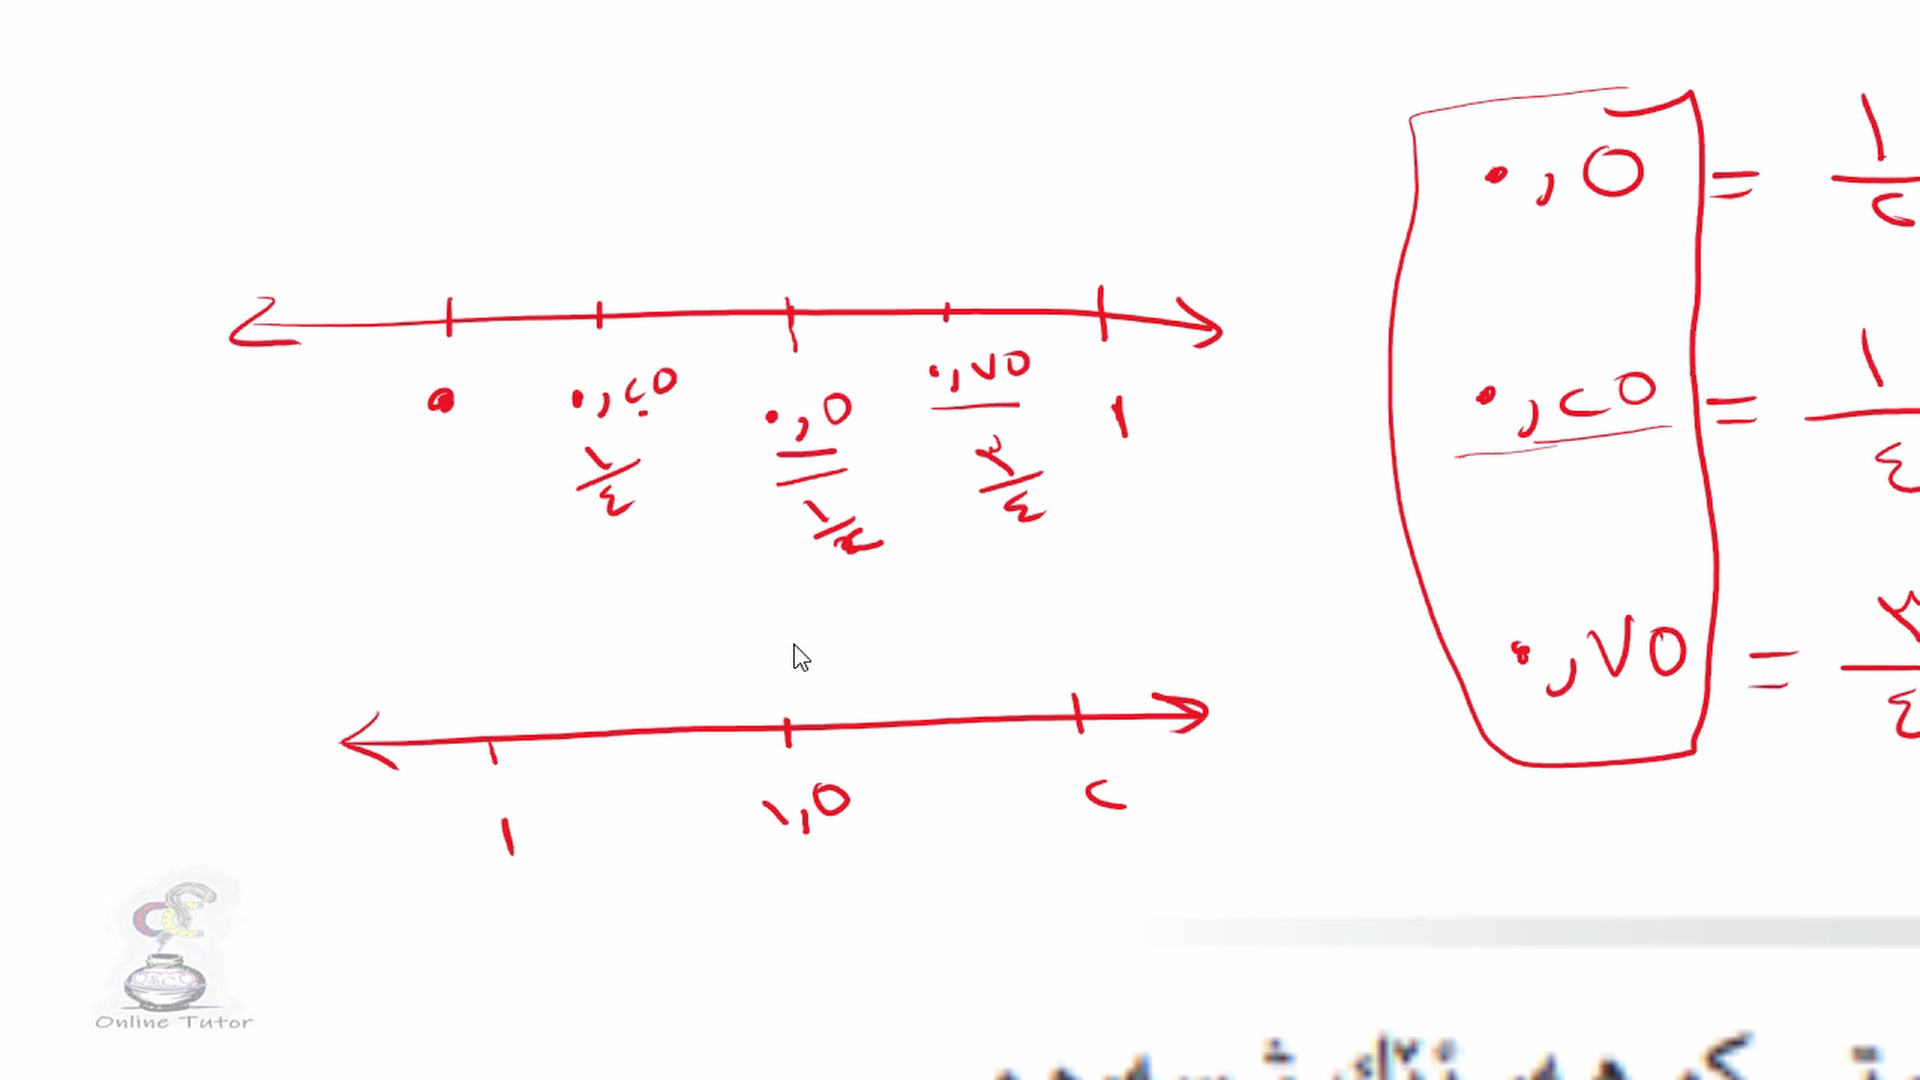 ٠,٥ = ١/٢
٠,٢٥ = ١/٤
٠,٧٥ = ٣/٤
٠ ٠,٢٥ ٠,٥ ٠,٧٥ ١
١/٤ ١/٢ ٣/٤
١ ١,٥ ٢
OSCO
Online Tutor